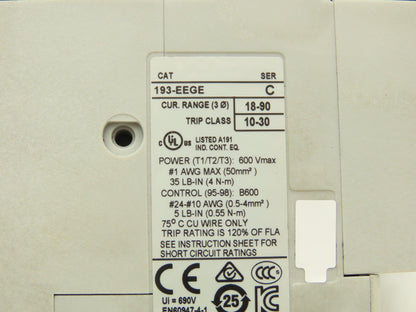 CAT SER
193-EEGE C
CUR. RANGE (3 Ø) 18-90
TRIP CLASS 10-30
c UL us LISTED A191
IND. CONT. EQ.
POWER (T1/T2/T3): 600 Vmax
#1 AWG MAX (50mm²)
35 LB-IN (4 N-m)
CONTROL (95-98): B600
#24-#10 AWG (0.5-4mm²)
5 LB-IN (0.55 N-m)
75° C CU WIRE ONLY
TRIP RATING IS 120% OF FLA
SEE INSTRUCTION SHEET FOR
SHORT CIRCUIT RATINGS
CE CCC
Ui = 690V 25
EN60947-4-1